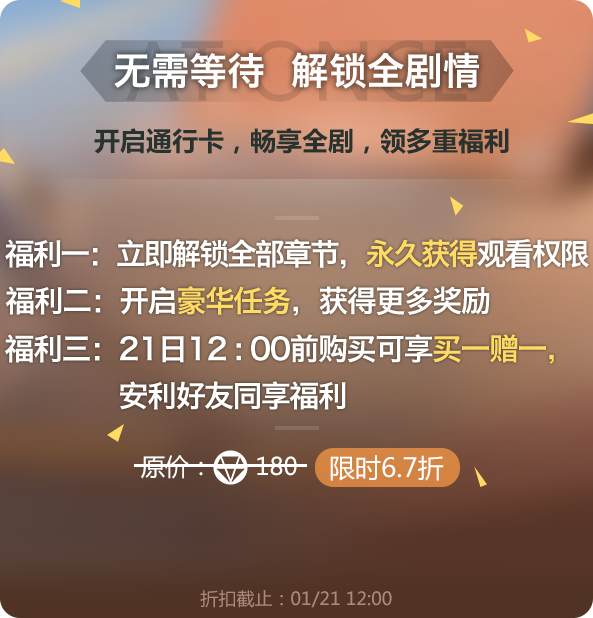 AT ONCE
无需等待 解锁全剧情
开启通行卡，畅享全剧，领多重福利
福利一：立即解锁全部章节，永久获得观看权限
福利二：开启豪华任务，获得更多奖励
福利三：21日12：00前购买可享买一赠一，
安利好友同享福利
原价：180 限时6.7折
折扣截止：01/21 12:00